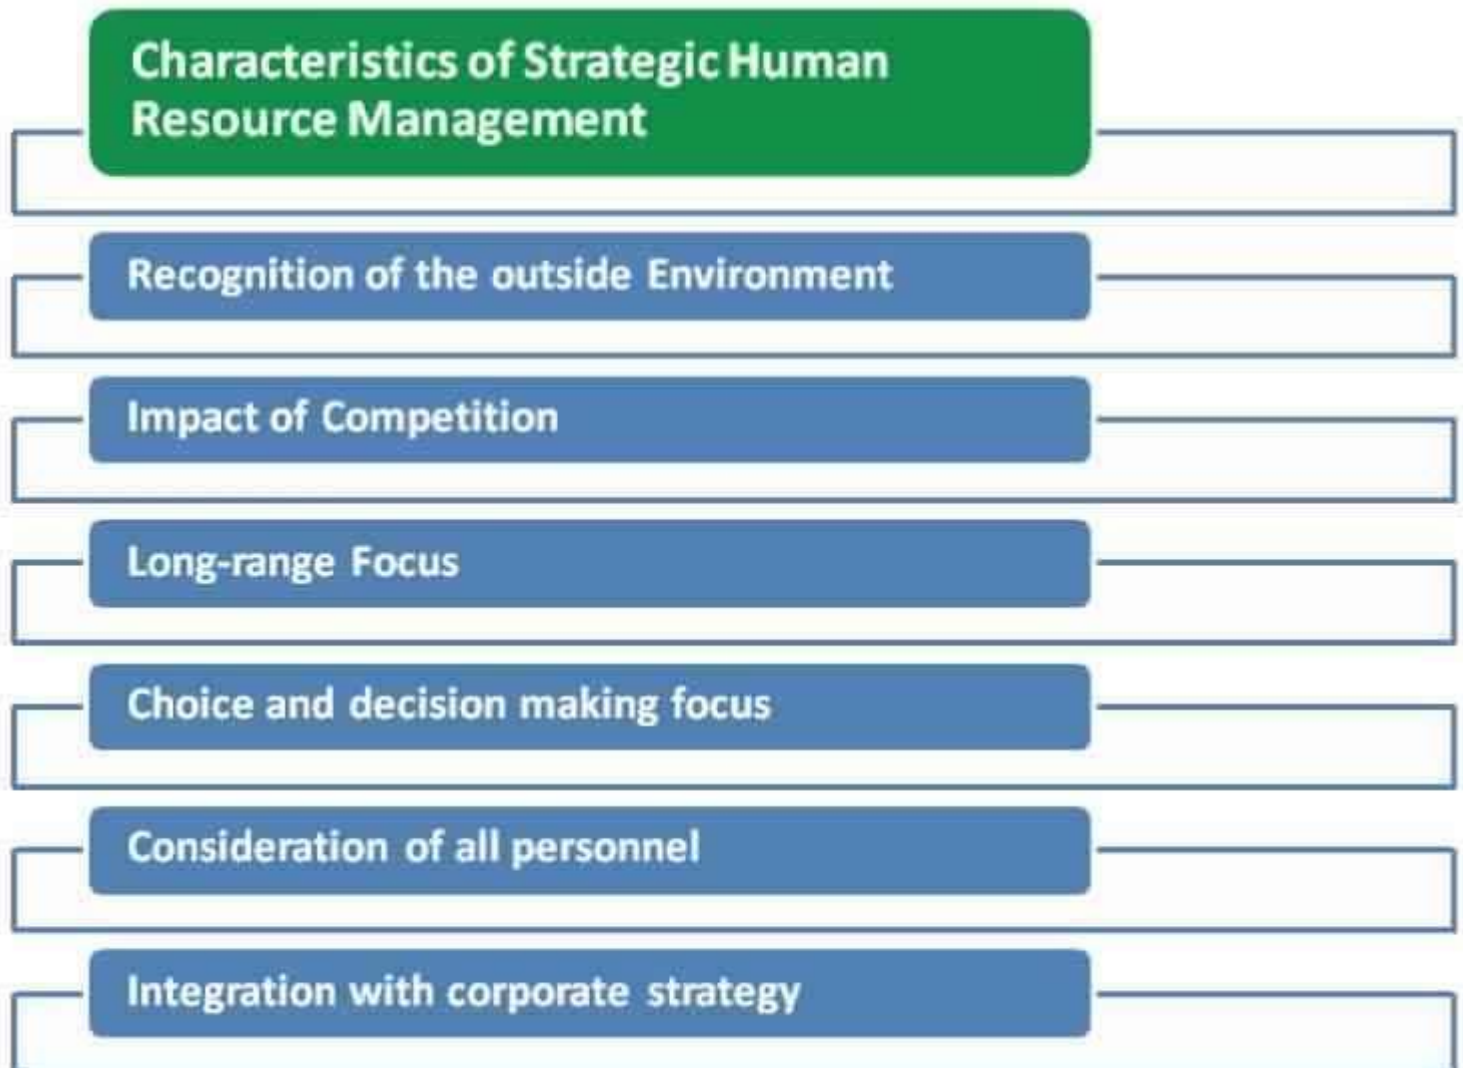 Characteristics of Strategic Human
Resource Management
Recognition of the outside Environment
Impact of Competition
Long-range Focus
Choice and decision making focus
Consideration of all personnel
Integration with corporate strategy